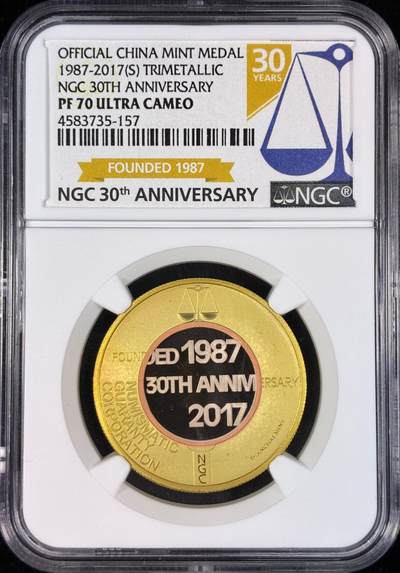 OFFICIAL CHINA MINT MEDAL
1987-2017(S) TRIMETALLIC
NGC 30TH ANNIVERSARY
PF 70 ULTRA CAMEO
4583735-157
30
YEARS
FOUNDED 1987
NGC 30th ANNIVERSARY
NGC®
FOUNDED 1987
30TH ANNIVERSARY
2017
NUMISMATIC
GUARANTY
CORPORATION
NGC